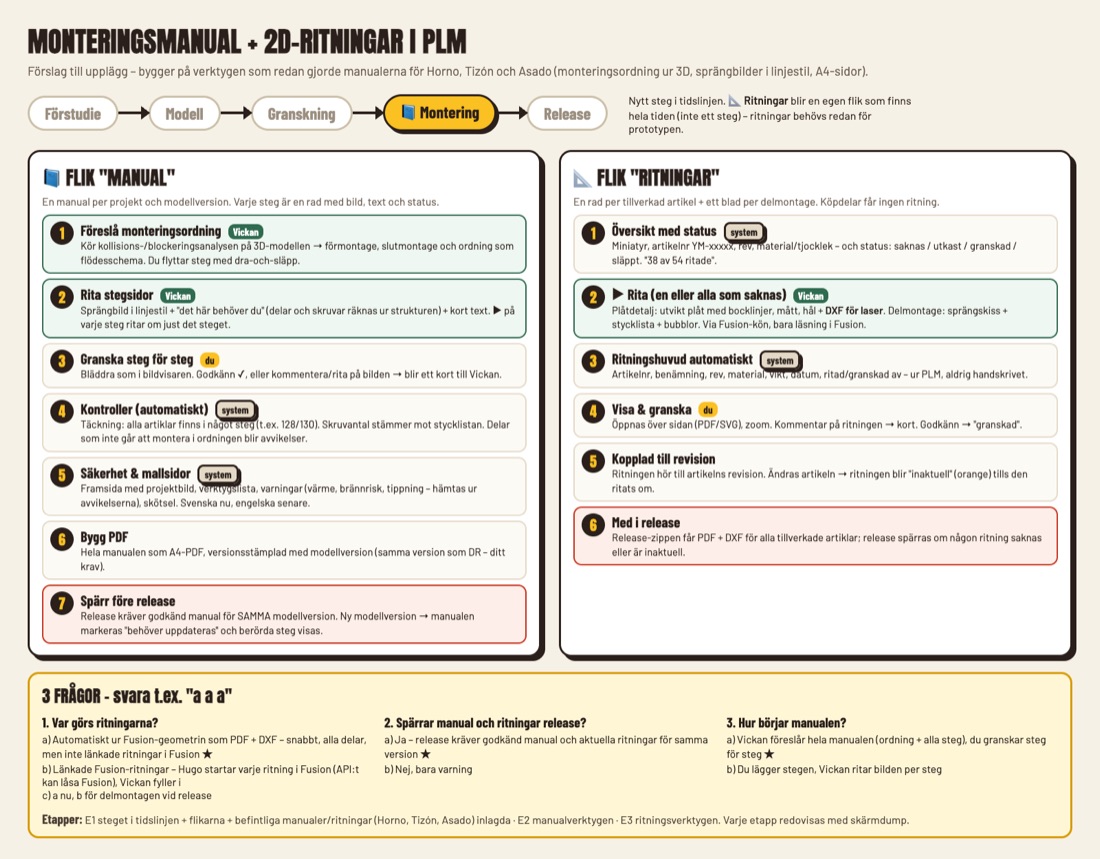 MONTERINGSMANUAL + 2D-RITNINGAR I PLM
Förslag till upplägg – bygger på verktygen som redan gjorde manualerna för Horno, Tizón och Asado (monteringsordning ur 3D, sprängbilder i linjestil, A4-sidor).
Förstudie
Modell
Granskning
Montering
Release
Nytt steg i tidslinjen. Ritningar blir en egen flik som finns
hela tiden (inte ett steg) – ritningar behövs redan för
prototypen.
FLIK "MANUAL"
En manual per projekt och modellversion. Varje steg är en rad med bild, text och status.
1 Föreslå monteringsordning Vickan
Kör kollisions-/blockeringsanalysen på 3D-modellen → förmontage, slutmontage och ordning som
flödesschema. Du flyttar steg med dra-och-släpp.
2 Rita stegsidor Vickan
Sprängbild i linjestil + "det här behöver du" (delar och skruvar räknas ur strukturen) + kort text. ▶ på
varje steg ritar om just det steget.
3 Granska steg för steg du
Bläddra som i bildvisaren. Godkänn ✓, eller kommentera/rita på bilden → blir ett kort till Vickan.
4 Kontroller (automatiskt) system
Täckning: alla artiklar finns i något steg (t.ex. 128/130). Skruvantal stämmer mot stycklistan. Delar
som inte går att montera i ordningen blir avvikelser.
5 Säkerhet & mallsidor system
Framsida med projektbild, verktygslista, varningar (värme, brännrisk, tippning – hämtas ur
avvikelserna), skötsel. Svenska nu, engelska senare.
6 Bygg PDF
Hela manualen som A4-PDF, versionsstämplad med modellversion (samma version som DR – ditt
krav).
7 Spärr före release
Release kräver godkänd manual för SAMMA modellversion. Ny modellversion → manualen
markeras "behöver uppdateras" och berörda steg visas.
FLIK "RITNINGAR"
En rad per tillverkad artikel + ett blad per delmontage. Köpdelar får ingen ritning.
1 Översikt med status system
Miniatyr, artikelnr YM-xxxxx, rev, material/tjocklek – och status: saknas / utkast / granskad /
släppt. "38 av 54 ritade".
2 ▶ Rita (en eller alla som saknas) Vickan
Plåtdetalj: utvikt plåt med bocklinjer, mått, hål + DXF för laser. Delmontage: sprängskiss +
stycklista + bubblor. Via Fusion-kön, bara läsning i Fusion.
3 Ritningshuvud automatiskt system
Artikelnr, benämning, rev, material, vikt, datum, ritad/granskad av – ur PLM, aldrig handskrivet.
4 Visa & granska du
Öppnas över sidan (PDF/SVG), zoom. Kommentar på ritningen → kort. Godkänn → "granskad".
5 Kopplad till revision
Ritningen hör till artikelns revision. Ändras artikeln → ritningen blir "inaktuell" (orange) tills den
ritats om.
6 Med i release
Release-zippen får PDF + DXF för alla tillverkade artiklar; release spärras om någon ritning saknas
eller är inaktuell.
3 FRÅGOR - svara t.ex. "a a a"
1. Var görs ritningarna?
a) Automatiskt ur Fusion-geometrin som PDF + DXF – snabbt, alla delar,
men inte länkade ritningar i Fusion ★
b) Länkade Fusion-ritningar – Hugo startar varje ritning i Fusion (API:t
kan låsa Fusion), Vickan fyller i
c) a nu, b för delmontagen vid release
2. Spärrar manual och ritningar release?
a) Ja – release kräver godkänd manual och aktuella ritningar för samma
version ★
b) Nej, bara varning
3. Hur börjar manualen?
a) Vickan föreslår hela manualen (ordning + alla steg), du granskar steg
för steg ★
b) Du lägger stegen, Vickan ritar bilden per steg
Etapper: E1 steget i tidslinjen + flikarna + befintliga manualer/ritningar (Horno, Tizón, Asado) inlagda · E2 manualverktygen · E3 ritningsverktygen. Varje etapp redovisas med skärmdump.